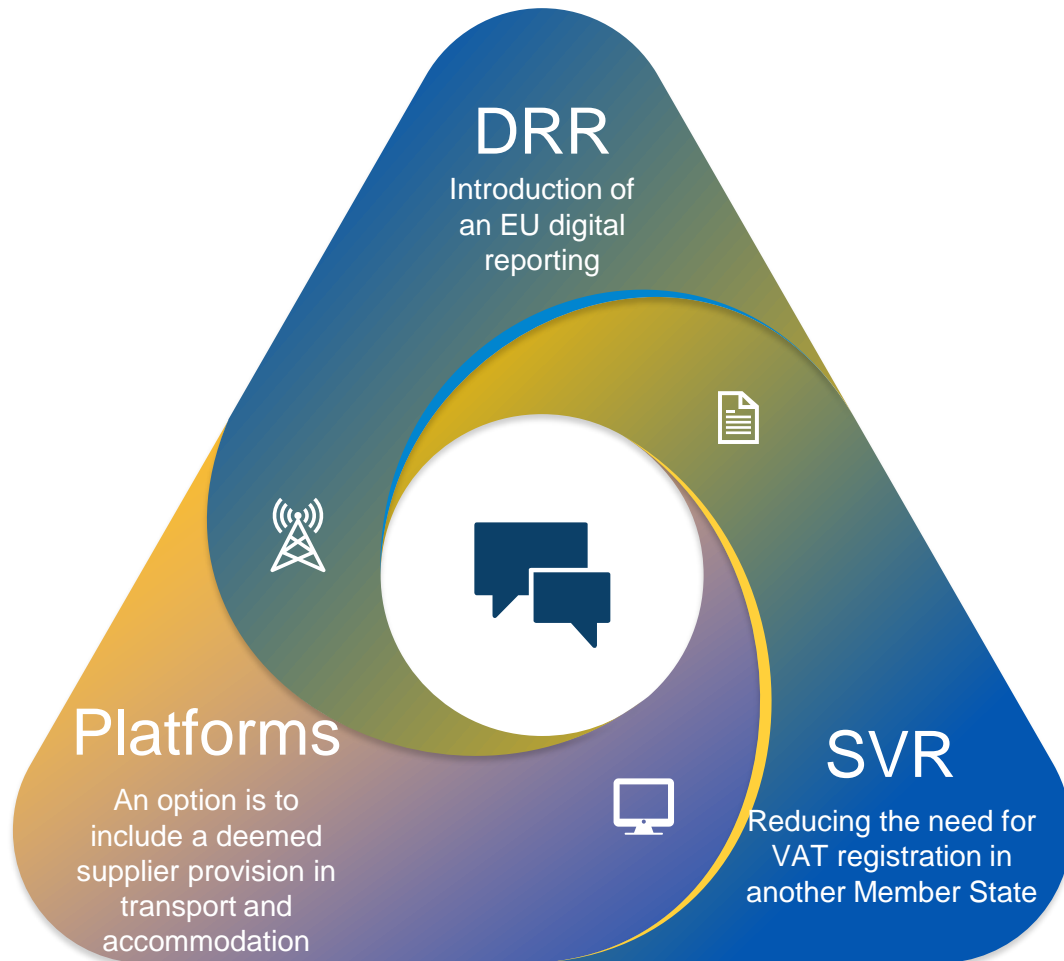 DRR
Introduction of
an EU digital
reporting
Platforms
An option is to
include a deemed
supplier provision in
transport and
accommodation
SVR
Reducing the need for
VAT registration in
another Member State